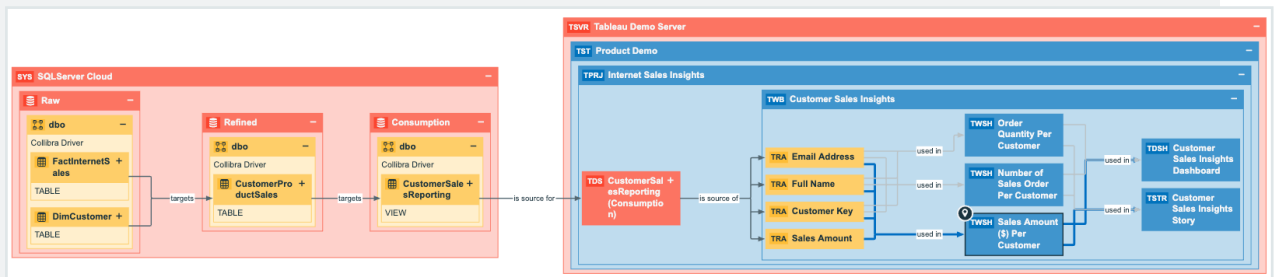 TSVR Tableau Demo Server
TST Product Demo
TPRJ Internet Sales Insights
SYS SQLServer Cloud
Raw
dbo
Collibra Driver
FactInternetS
ales
TABLE
DimCustomer
TABLE
targets
Refined
dbo
Collibra Driver
CustomerPro
ductSales
TABLE
targets
Consumption
dbo
Collibra Driver
CustomerSale
sReporting
VIEW
is source for
TDS CustomerSal
esReporting
(Consumptio
n)
is source of
TWB Customer Sales Insights
TRA Email Address
TRA Full Name
TRA Customer Key
TRA Sales Amount
used in
used in
used in
TWSH Order
Quantity Per
Customer
TWSH Number of
Sales Order
Per Customer
TWSH Sales Amount
($) Per
Customer
used in
used in
TDSH Customer
Sales Insights
Dashboard
TSTR Customer
Sales Insights
Story